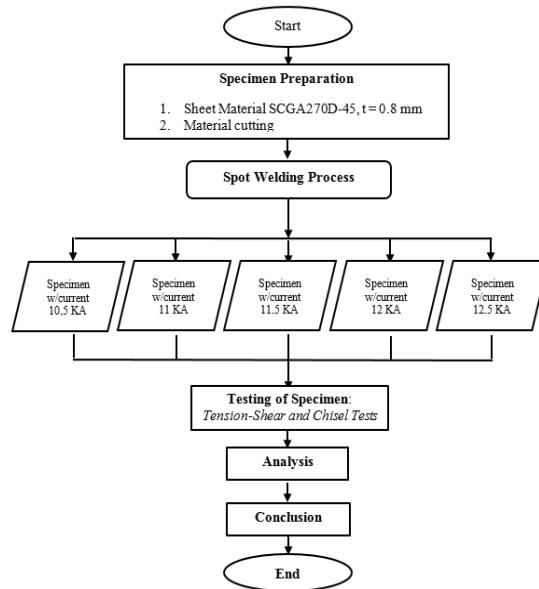 Start
Specimen Preparation
1. Sheet Material SCGA270D-45, t = 0.8 mm
2. Material cutting
Spot Welding Process
Specimen
w/current
10,5 KA
Specimen
w/current
11 KA
Specimen
w/current
11.5 KA
Specimen
w/current
12 KA
Specimen
w/current
12.5 KA
Testing of Specimen:
Tension-Shear and Chisel Tests
Analysis
Conclusion
End